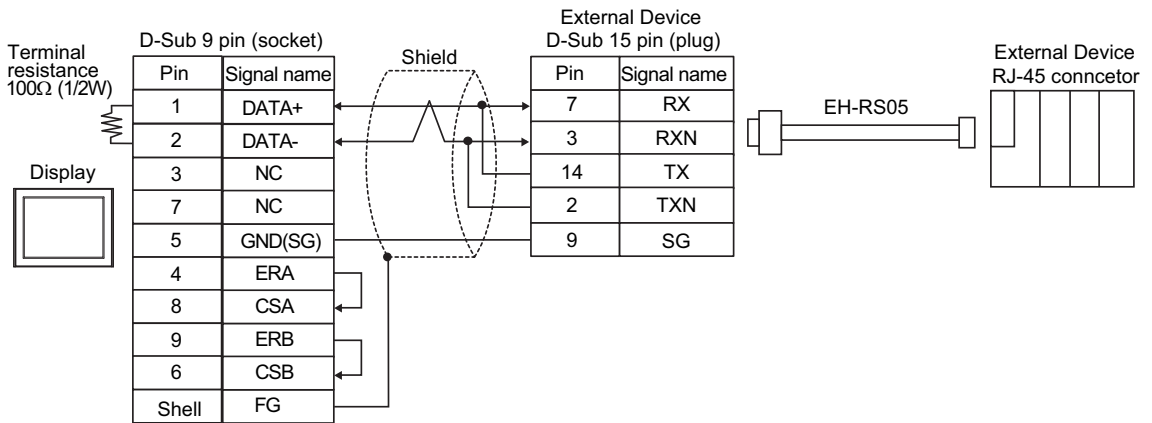 Terminal
resistance
100Ω (1/2W)
D-Sub 9 pin (socket)
Pin Signal name
1 DATA+
2 DATA-
3 NC
7 NC
5 GND(SG)
4 ERA
8 CSA
9 ERB
6 CSB
Shell FG
Display
Shield
External Device
D-Sub 15 pin (plug)
Pin Signal name
7 RX
3 RXN
14 TX
2 TXN
9 SG
EH-RS05
External Device
RJ-45 conncetor